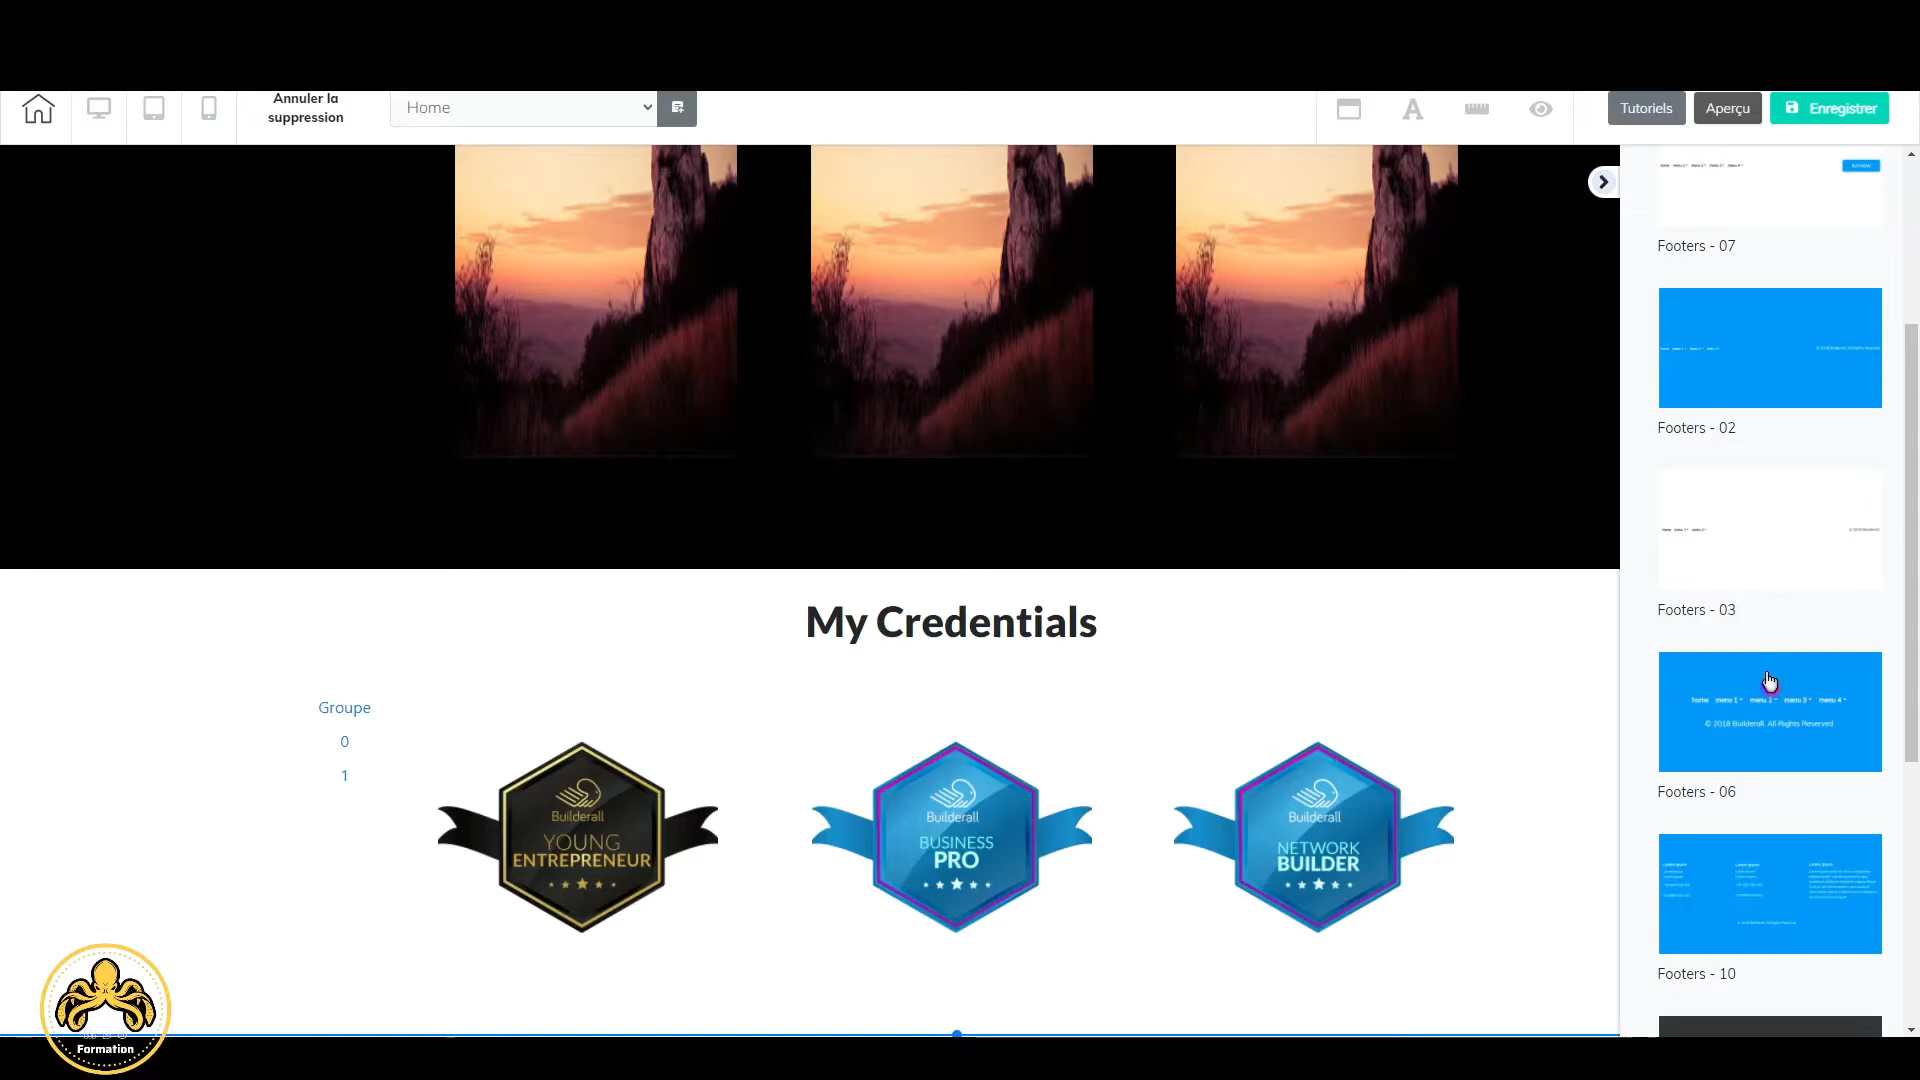 Annuler la
suppression
Home
Tutoriels
Aperçu
Enregistrer
Footers - 07
Footers - 02
Footers - 03
home menu 1 menu 2 menu 3 menu 4
© 2018 Builderall. All Rights Reserved
Footers - 06
Footers - 10
My Credentials
Groupe
0
1
Builderall
YOUNG
ENTREPRENEUR
Builderall
BUSINESS
PRO
Builderall
NETWORK
BUILDER
Formation